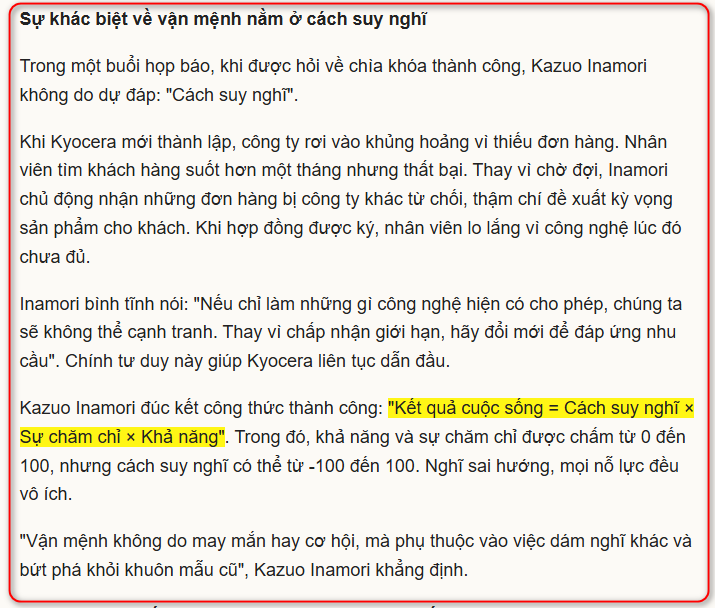 Sự khác biệt về vận mệnh nằm ở cách suy nghĩ
Trong một buổi họp báo, khi được hỏi về chìa khóa thành công, Kazuo Inamori
không do dự đáp: "Cách suy nghĩ".
Khi Kyocera mới thành lập, công ty rơi vào khủng hoảng vì thiếu đơn hàng. Nhân
viên tìm khách hàng suốt hơn một tháng nhưng thất bại. Thay vì chờ đợi, Inamori
chủ động nhận những đơn hàng bị công ty khác từ chối, thậm chí đề xuất kỳ vọng
sản phẩm cho khách. Khi hợp đồng được ký, nhân viên lo lắng vì công nghệ lúc đó
chưa đủ.
Inamori bình tĩnh nói: "Nếu chỉ làm những gì công nghệ hiện có cho phép, chúng ta
sẽ không thể cạnh tranh. Thay vì chấp nhận giới hạn, hãy đổi mới để đáp ứng nhu
cầu". Chính tư duy này giúp Kyocera liên tục dẫn đầu.
Kazuo Inamori đúc kết công thức thành công: "Kết quả cuộc sống = Cách suy nghĩ ×
Sự chăm chỉ × Khả năng". Trong đó, khả năng và sự chăm chỉ được chấm từ 0 đến
100, nhưng cách suy nghĩ có thể từ -100 đến 100. Nghĩ sai hướng, mọi nỗ lực đều
vô ích.
"Vận mệnh không do may mắn hay cơ hội, mà phụ thuộc vào việc dám nghĩ khác và
bứt phá khỏi khuôn mẫu cũ", Kazuo Inamori khẳng định.